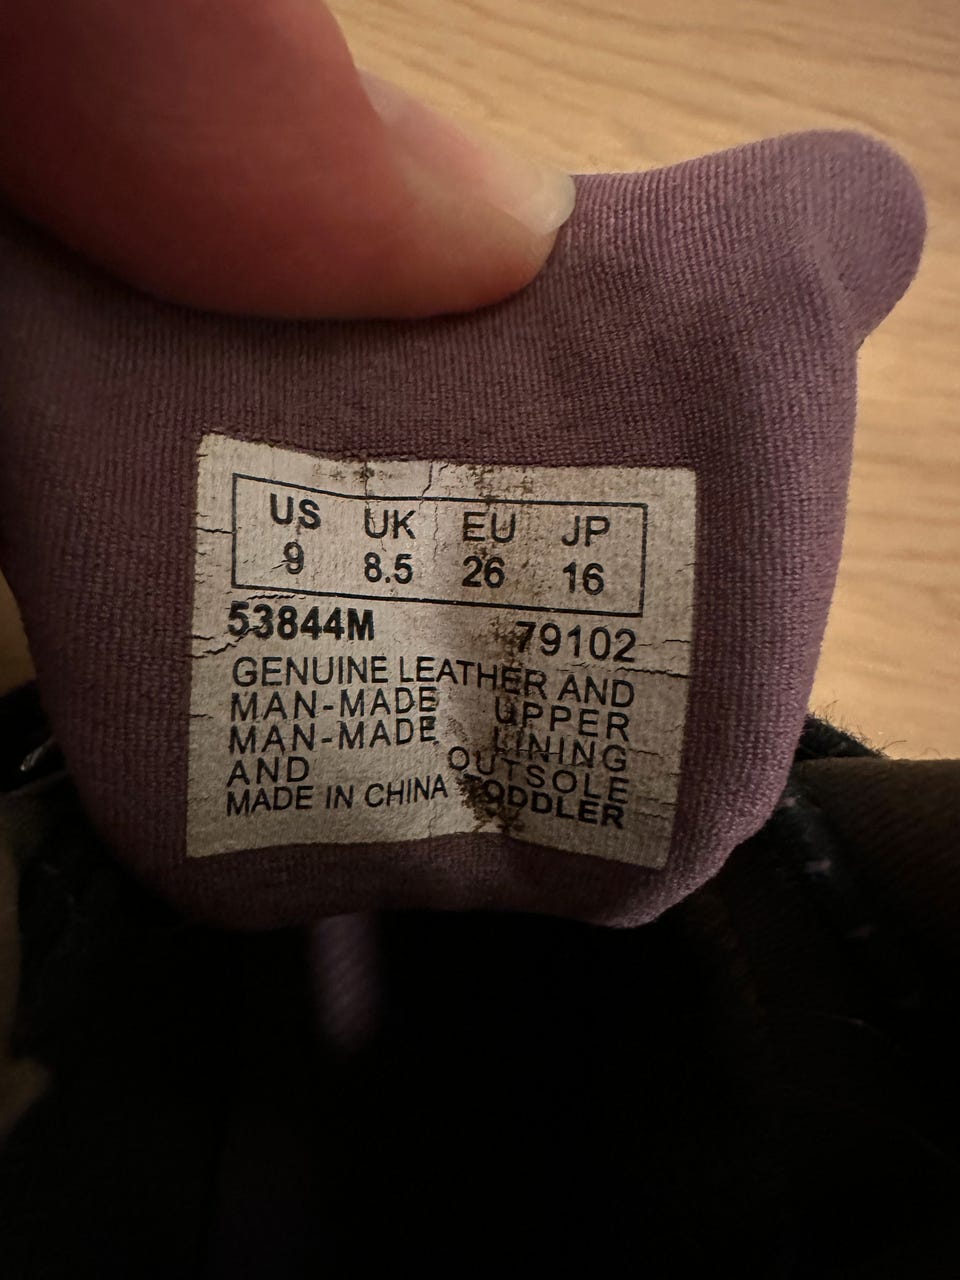 US UK EU JP
9 8.5 26 16
53844M 79102
GENUINE LEATHER AND
MAN-MADE UPPER
MAN-MADE LINING
AND OUTSOLE
MADE IN CHINA TODDLER